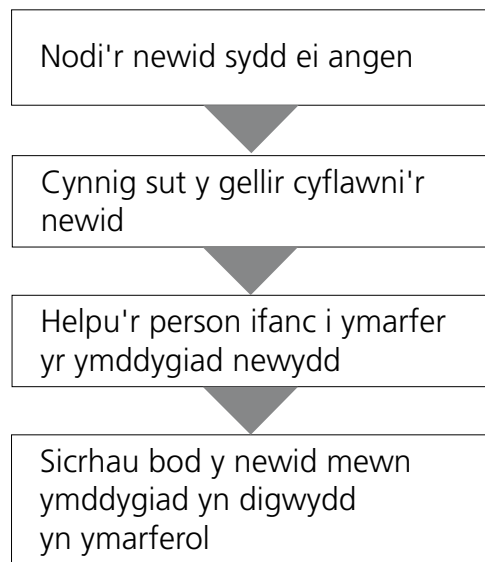 Nodi'r newid sydd ei angen
Cynnig sut y gellir cyflawni'r
newid
Helpu'r person ifanc i ymarfer
yr ymddygiad newydd
Sicrhau bod y newid mewn
ymddygiad yn digwydd
yn ymarferol